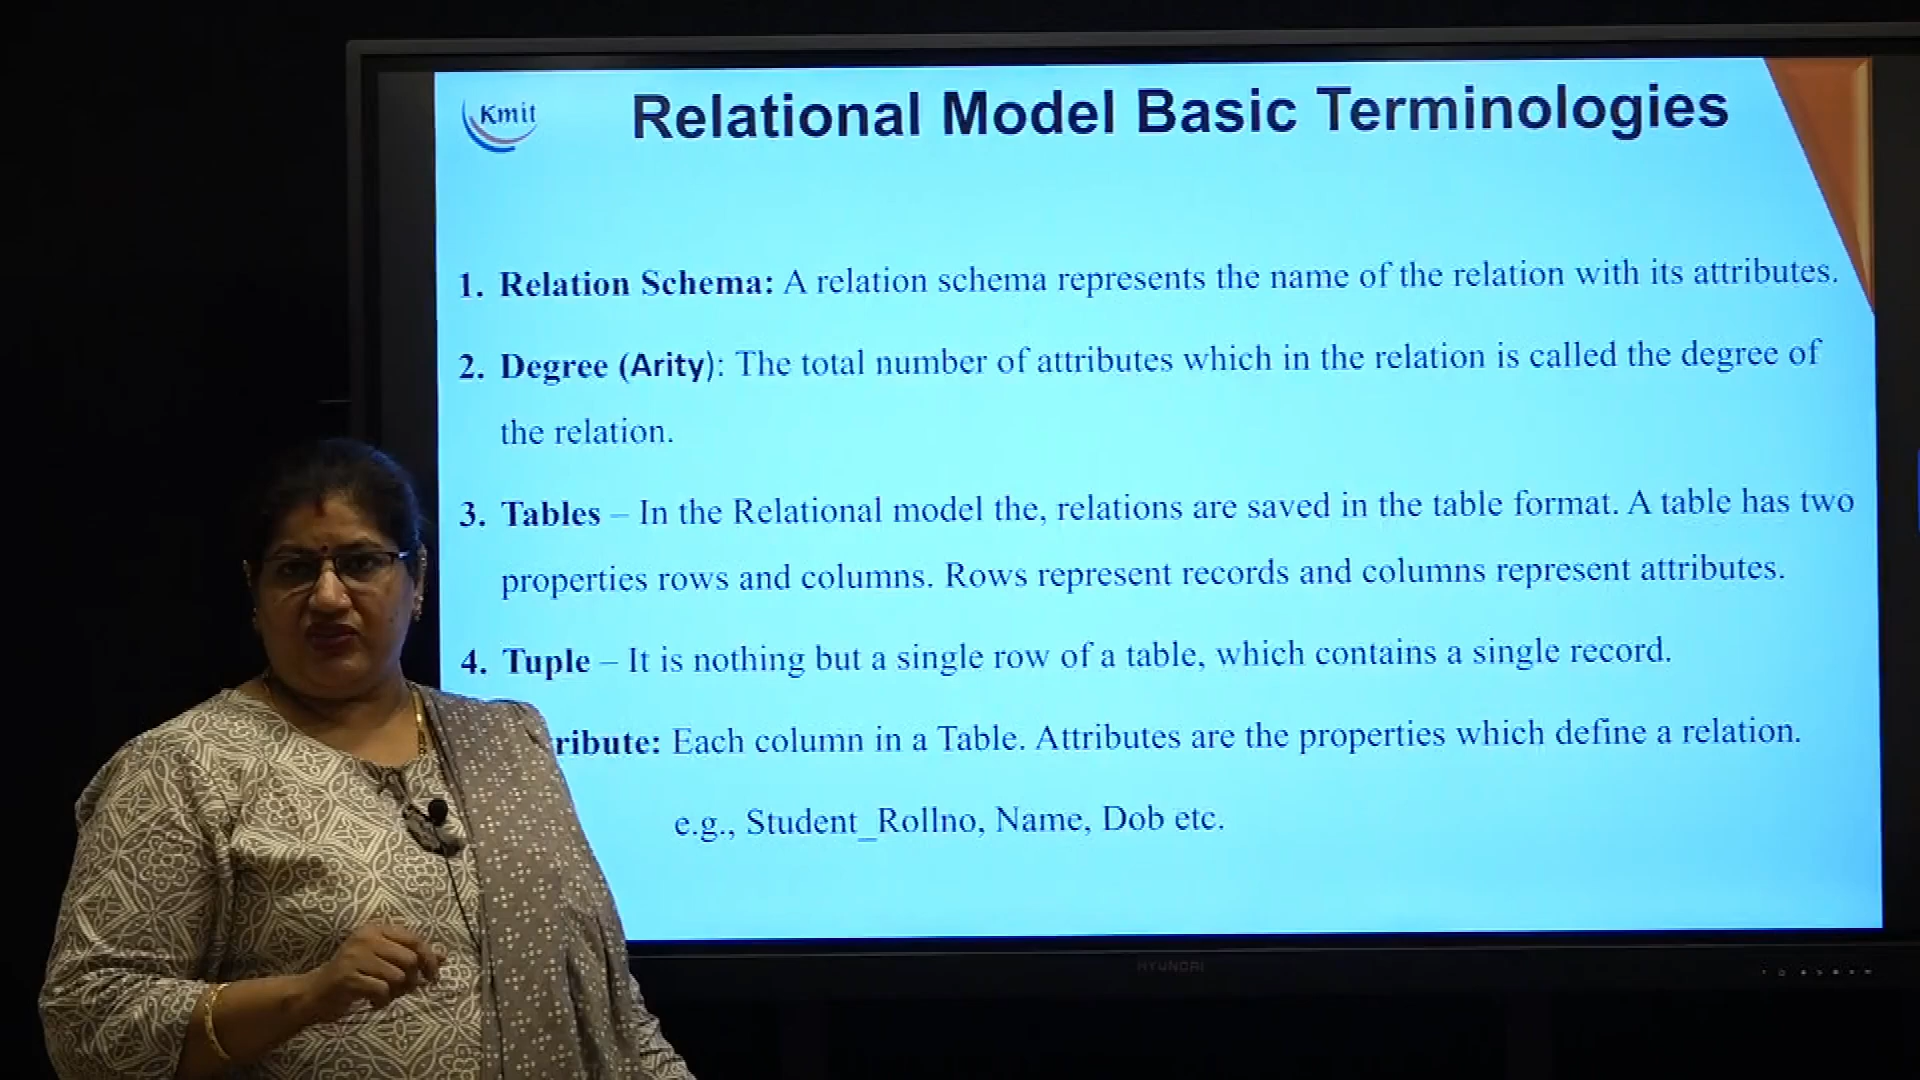 Kmit
Relational Model Basic Terminologies
1. Relation Schema: A relation schema represents the name of the relation with its attributes.
2. Degree (Arity): The total number of attributes which in the relation is called the degree of
the relation.
3. Tables – In the Relational model the, relations are saved in the table format. A table has two
properties rows and columns. Rows represent records and columns represent attributes.
4. Tuple – It is nothing but a single row of a table, which contains a single record.
ribute: Each column in a Table. Attributes are the properties which define a relation.
e.g., Student_Rollno, Name, Dob etc.
HYUNDAI